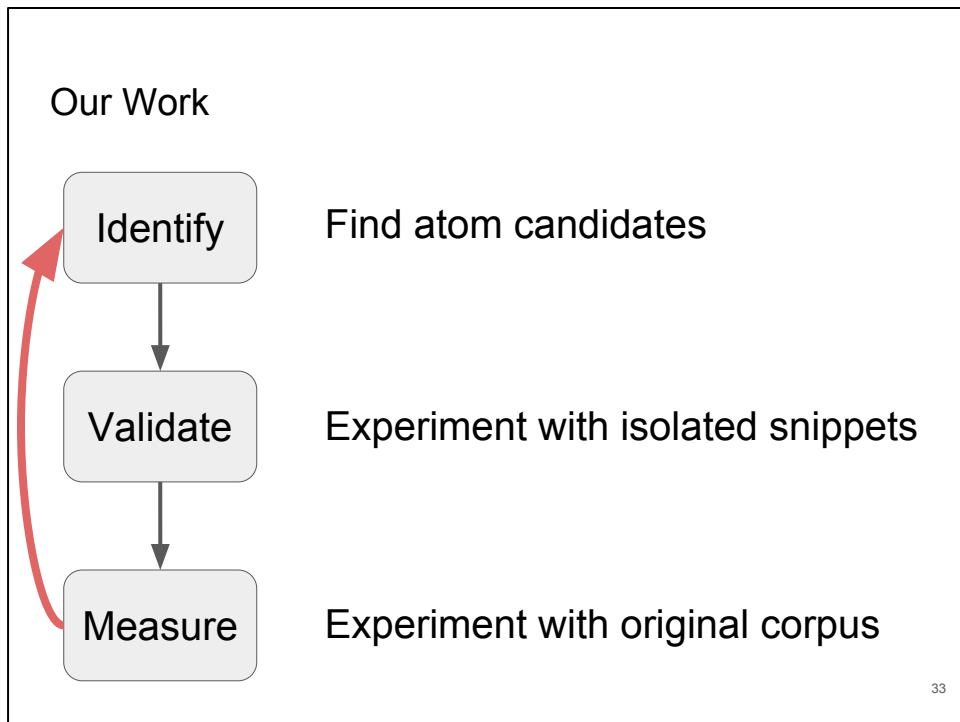 Our Work
Identify
Find atom candidates
Validate
Experiment with isolated snippets
Measure
Experiment with original corpus
33